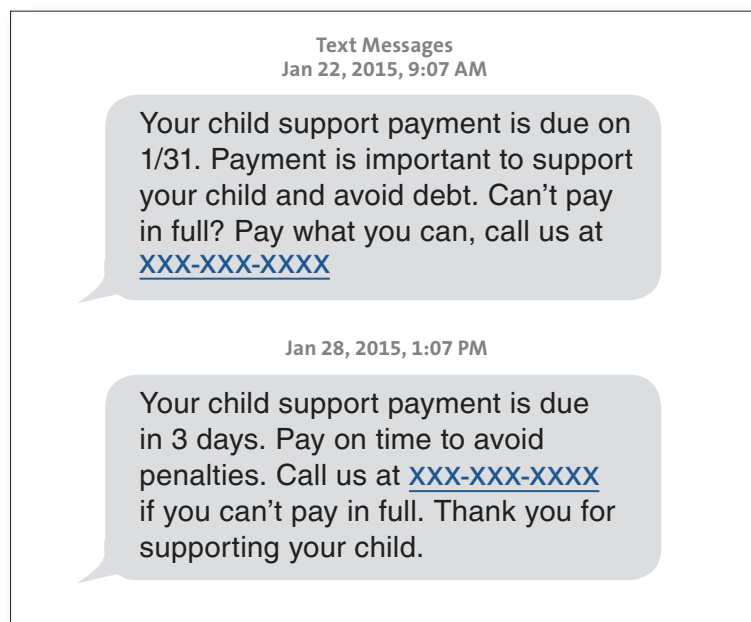 Text Messages
Jan 22, 2015, 9:07 AM
Your child support payment is due on
1/31. Payment is important to support
your child and avoid debt. Can’t pay
in full? Pay what you can, call us at
XXX-XXX-XXXX
Jan 28, 2015, 1:07 PM
Your child support payment is due
in 3 days. Pay on time to avoid
penalties. Call us at XXX-XXX-XXXX
if you can’t pay in full. Thank you for
supporting your child.